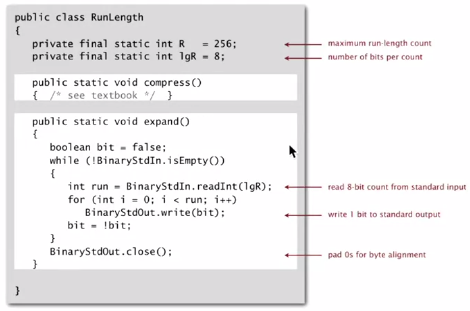 public class RunLength
{
private final static int R   = 256;
maximum run-length count
private final static int lgR = 8;
number of bits per count
public static void compress()
{  /* see textbook */  }
public static void expand()
{
boolean bit = false;
while (!BinaryStdIn.isEmpty())
{
int run = BinaryStdIn.readInt(lgR);
read 8-bit count from standard input
for (int i = 0; i < run; i++)
BinaryStdOut.write(bit);
write 1 bit to standard output
bit = !bit;
}
BinaryStdOut.close();
pad 0s for byte alignment
}
}